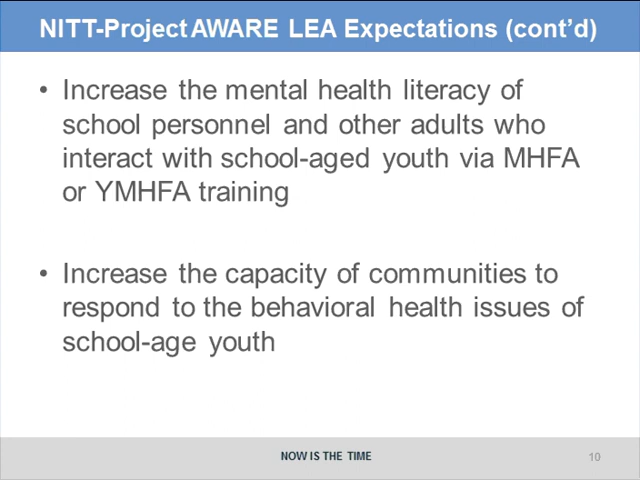 NITT-Project AWARE LEA Expectations (cont'd)
• Increase the mental health literacy of
school personnel and other adults who
interact with school-aged youth via MHFA
or YMHFA training
• Increase the capacity of communities to
respond to the behavioral health issues of
school-age youth
NOW IS THE TIME
10